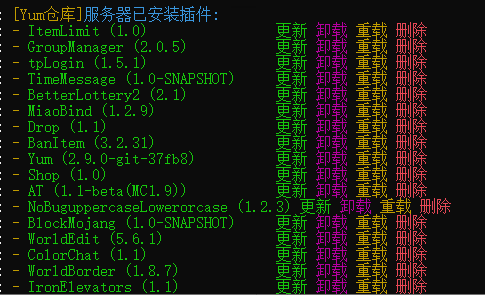 : [Yum仓库]服务器已安装插件:
: - ItemLimit (1.0) 更新 卸载 重载 删除
: - GroupManager (2.0.5) 更新 卸载 重载 删除
: - tpLogin (1.5.1) 更新 卸载 重载 删除
: - TimeMessage (1.0-SNAPSHOT) 更新 卸载 重载 删除
: - BetterLottery2 (2.1) 更新 卸载 重载 删除
: - MiaoBind (1.2.9) 更新 卸载 重载 删除
: - Drop (1.1) 更新 卸载 重载 删除
: - BanItem (3.2.31) 更新 卸载 重载 删除
: - Yum (2.9.0-git-37fb8) 更新 卸载 重载 删除
: - Shop (1.0) 更新 卸载 重载 删除
: - AT (1.1-beta(MC1.9)) 更新 卸载 重载 删除
: - NoBuguppercaseLowerorcase (1.2.3) 更新 卸载 重载 删除
: - BlockMojang (1.0-SNAPSHOT) 更新 卸载 重载 删除
: - WorldEdit (5.6.1) 更新 卸载 重载 删除
: - ColorChat (1.1) 更新 卸载 重载 删除
: - WorldBorder (1.8.7) 更新 卸载 重载 删除
: - IronElevators (1.1) 更新 卸载 重载 删除